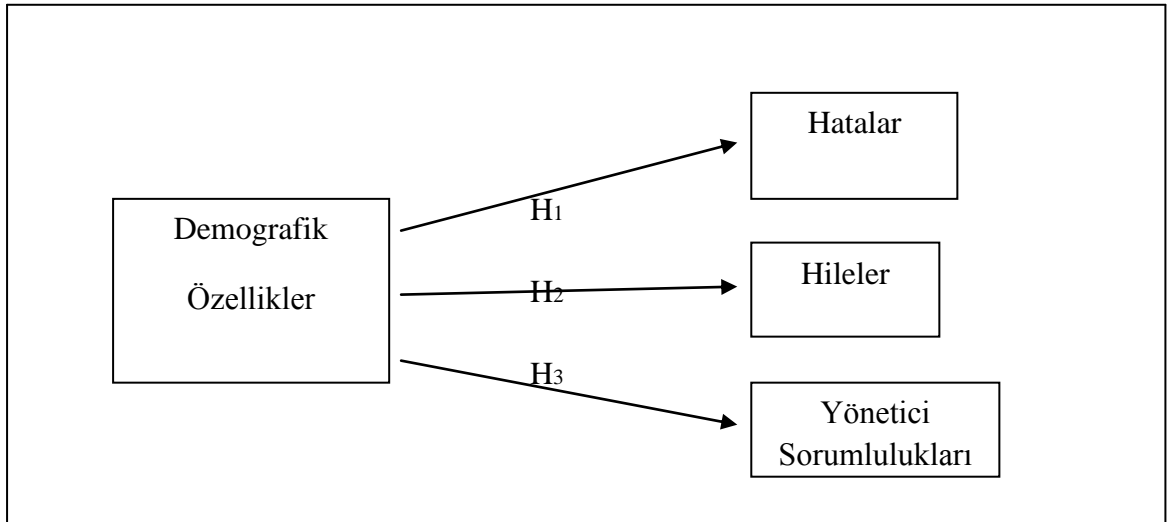 Demografik
Özellikler
H1
H2
H3
Hatalar
Hileler
Yönetici
Sorumlulukları